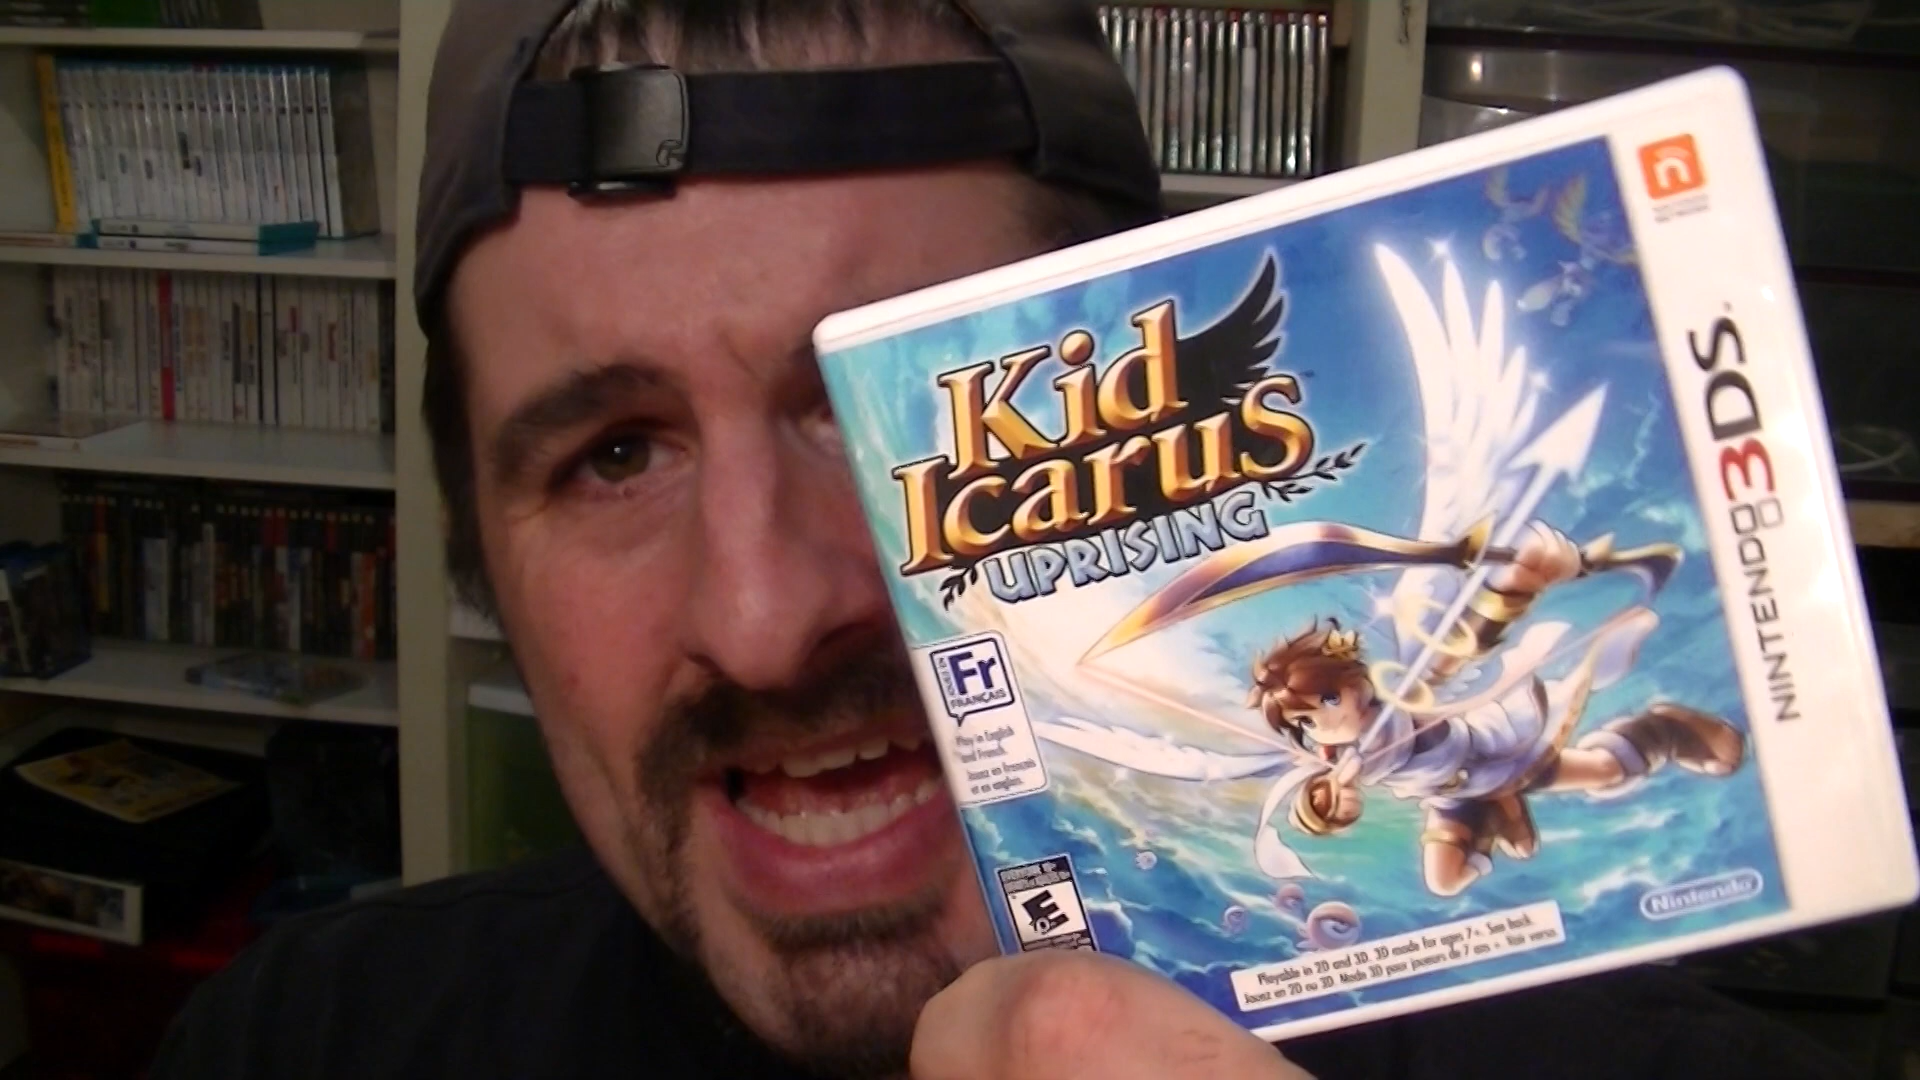 Kid
Icarus
UPRISING
NINTENDO 3DS
Fr
FRANÇAIS
Play in English
and French.
Jouez en français
et en anglais.
EVERYONE 10+
E
Nintendo
Playable in 2D and 3D. 3D mode for ages 7+. See back.
Jouez en 2D ou 3D. Mode 3D pour joueurs de 7 ans +. Voir verso.